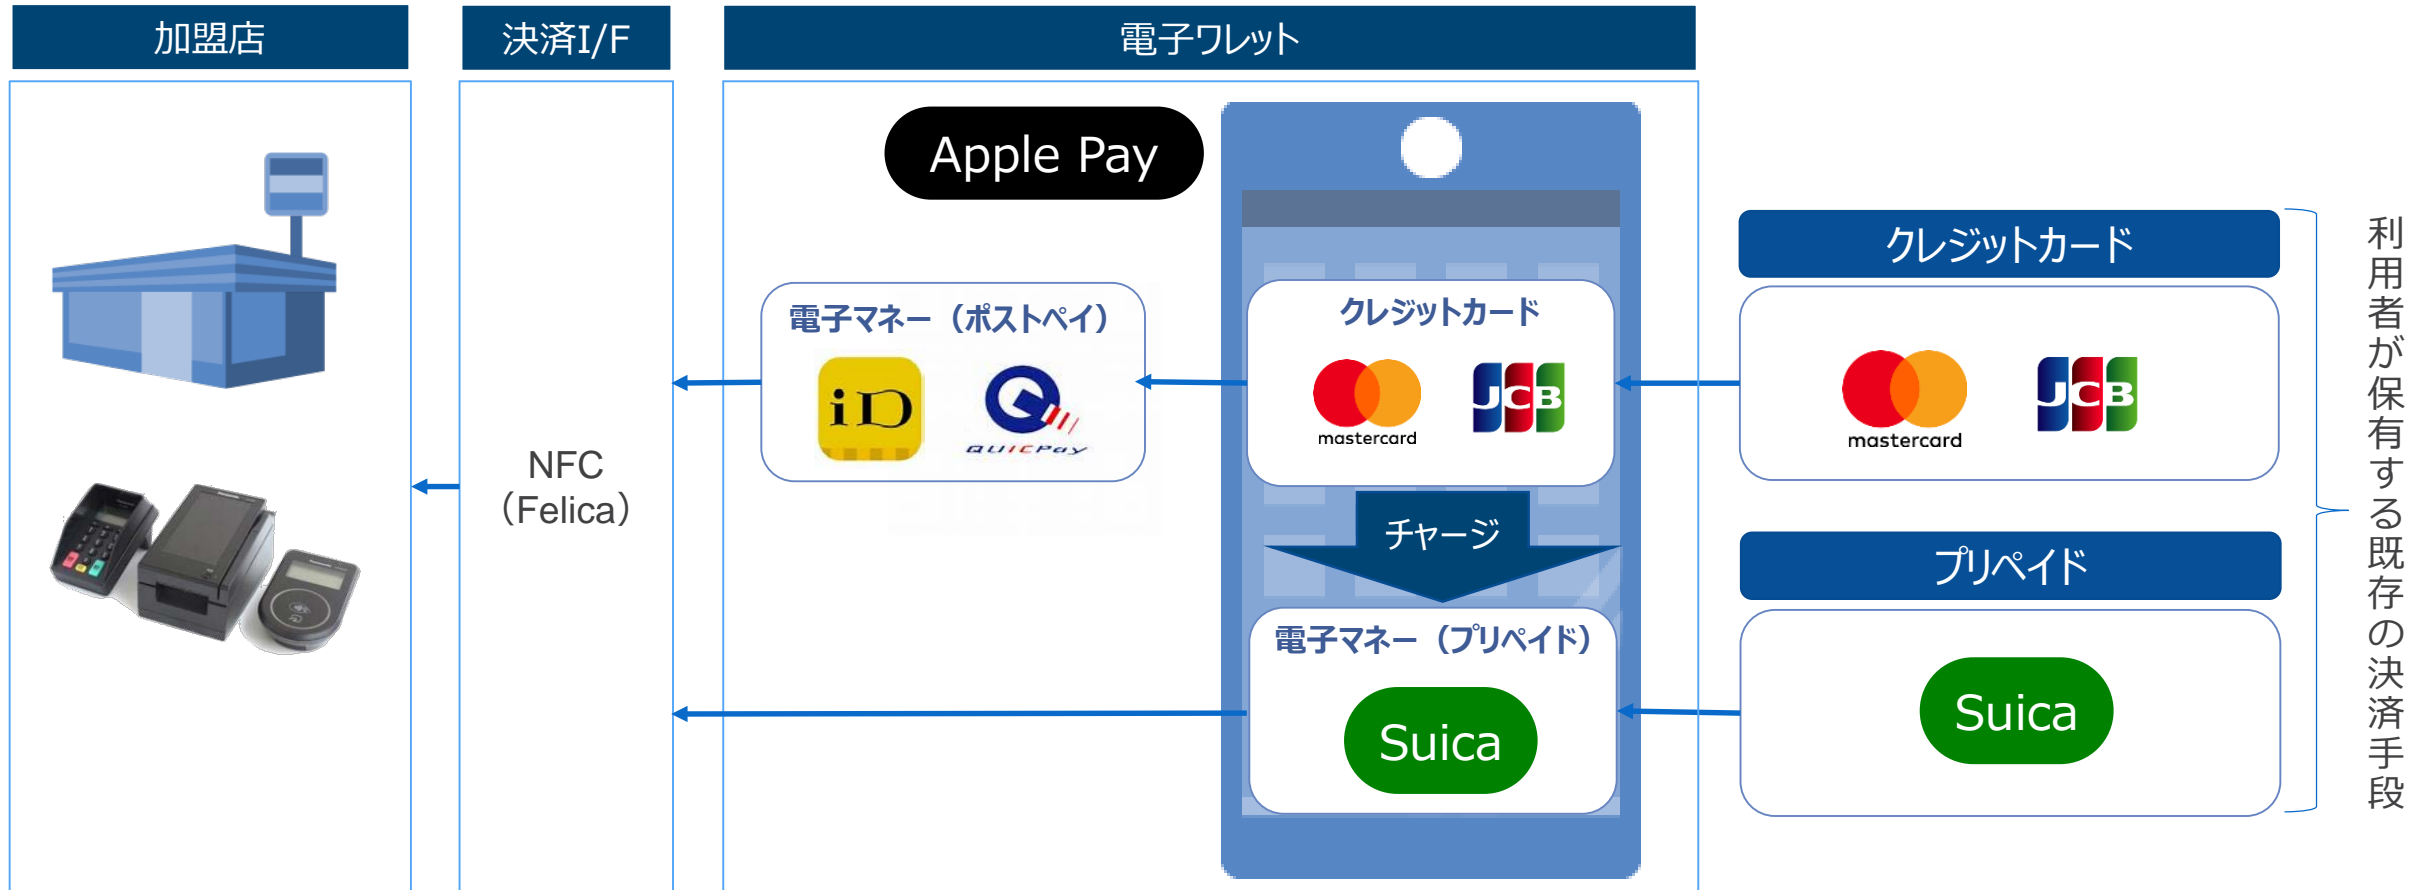 加盟店
決済I/F
電子ワレット
Apple Pay
クレジットカード
電子マネー（ポストペイ）
クレジットカード
iD
QUICPay
mastercard
JCB
mastercard
JCB
NFC
（Felica）
チャージ
プリペイド
電子マネー（プリペイド）
Suica
Suica
利用者が保有する既存の決済手段